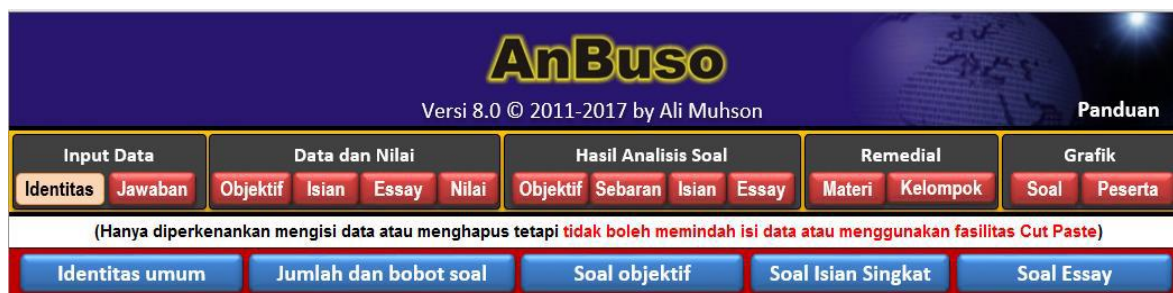 AnBuso
Versi 8.0 © 2011-2017 by Ali Muhson
Panduan
Input Data Data dan Nilai Hasil Analisis Soal Remedial Grafik
Identitas Jawaban Objektif Isian Essay Nilai Objektif Sebaran Isian Essay Materi Kelompok Soal Peserta
(Hanya diperkenankan mengisi data atau menghapus tetapi tidak boleh memindah isi data atau menggunakan fasilitas Cut Paste)
Identitas umum Jumlah dan bobot soal Soal objektif Soal Isian Singkat Soal Essay